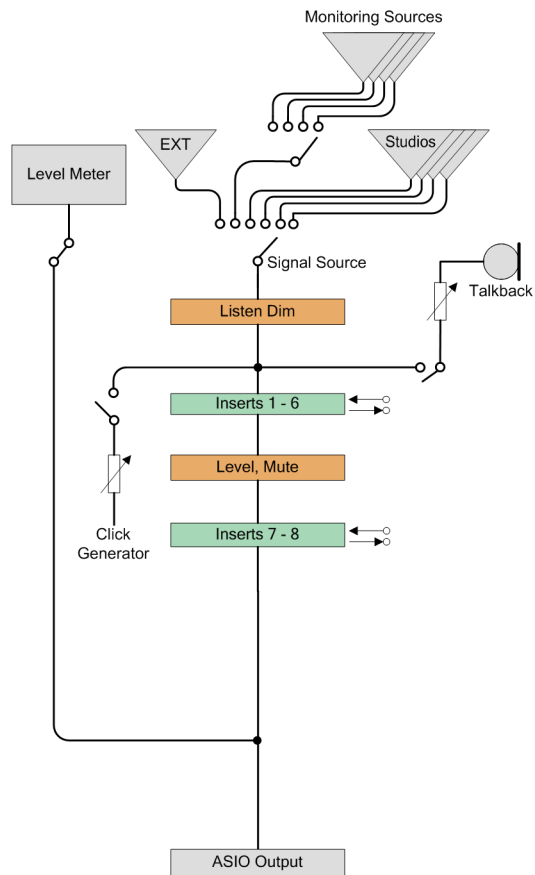 Monitoring Sources
EXT
Studios
Level Meter
Signal Source
Talkback
Listen Dim
Inserts 1 - 6
Level, Mute
Click
Generator
Inserts 7 - 8
ASIO Output